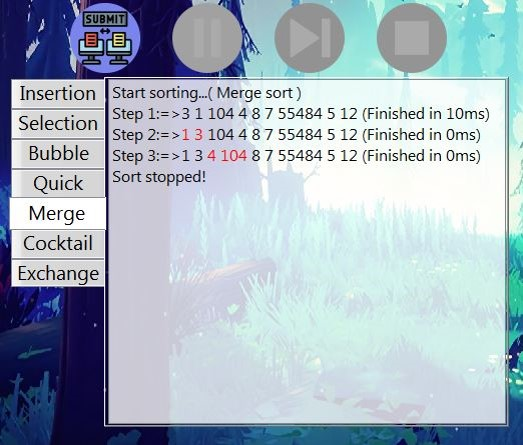 SUBMIT
Insertion
Selection
Bubble
Quick
Merge
Cocktail
Exchange
Start sorting...( Merge sort )
Step 1:=>3 1 104 4 8 7 55484 5 12 (Finished in 10ms)
Step 2:=>1 3 104 4 8 7 55484 5 12 (Finished in 0ms)
Step 3:=>1 3 4 104 8 7 55484 5 12 (Finished in 0ms)
Sort stopped!